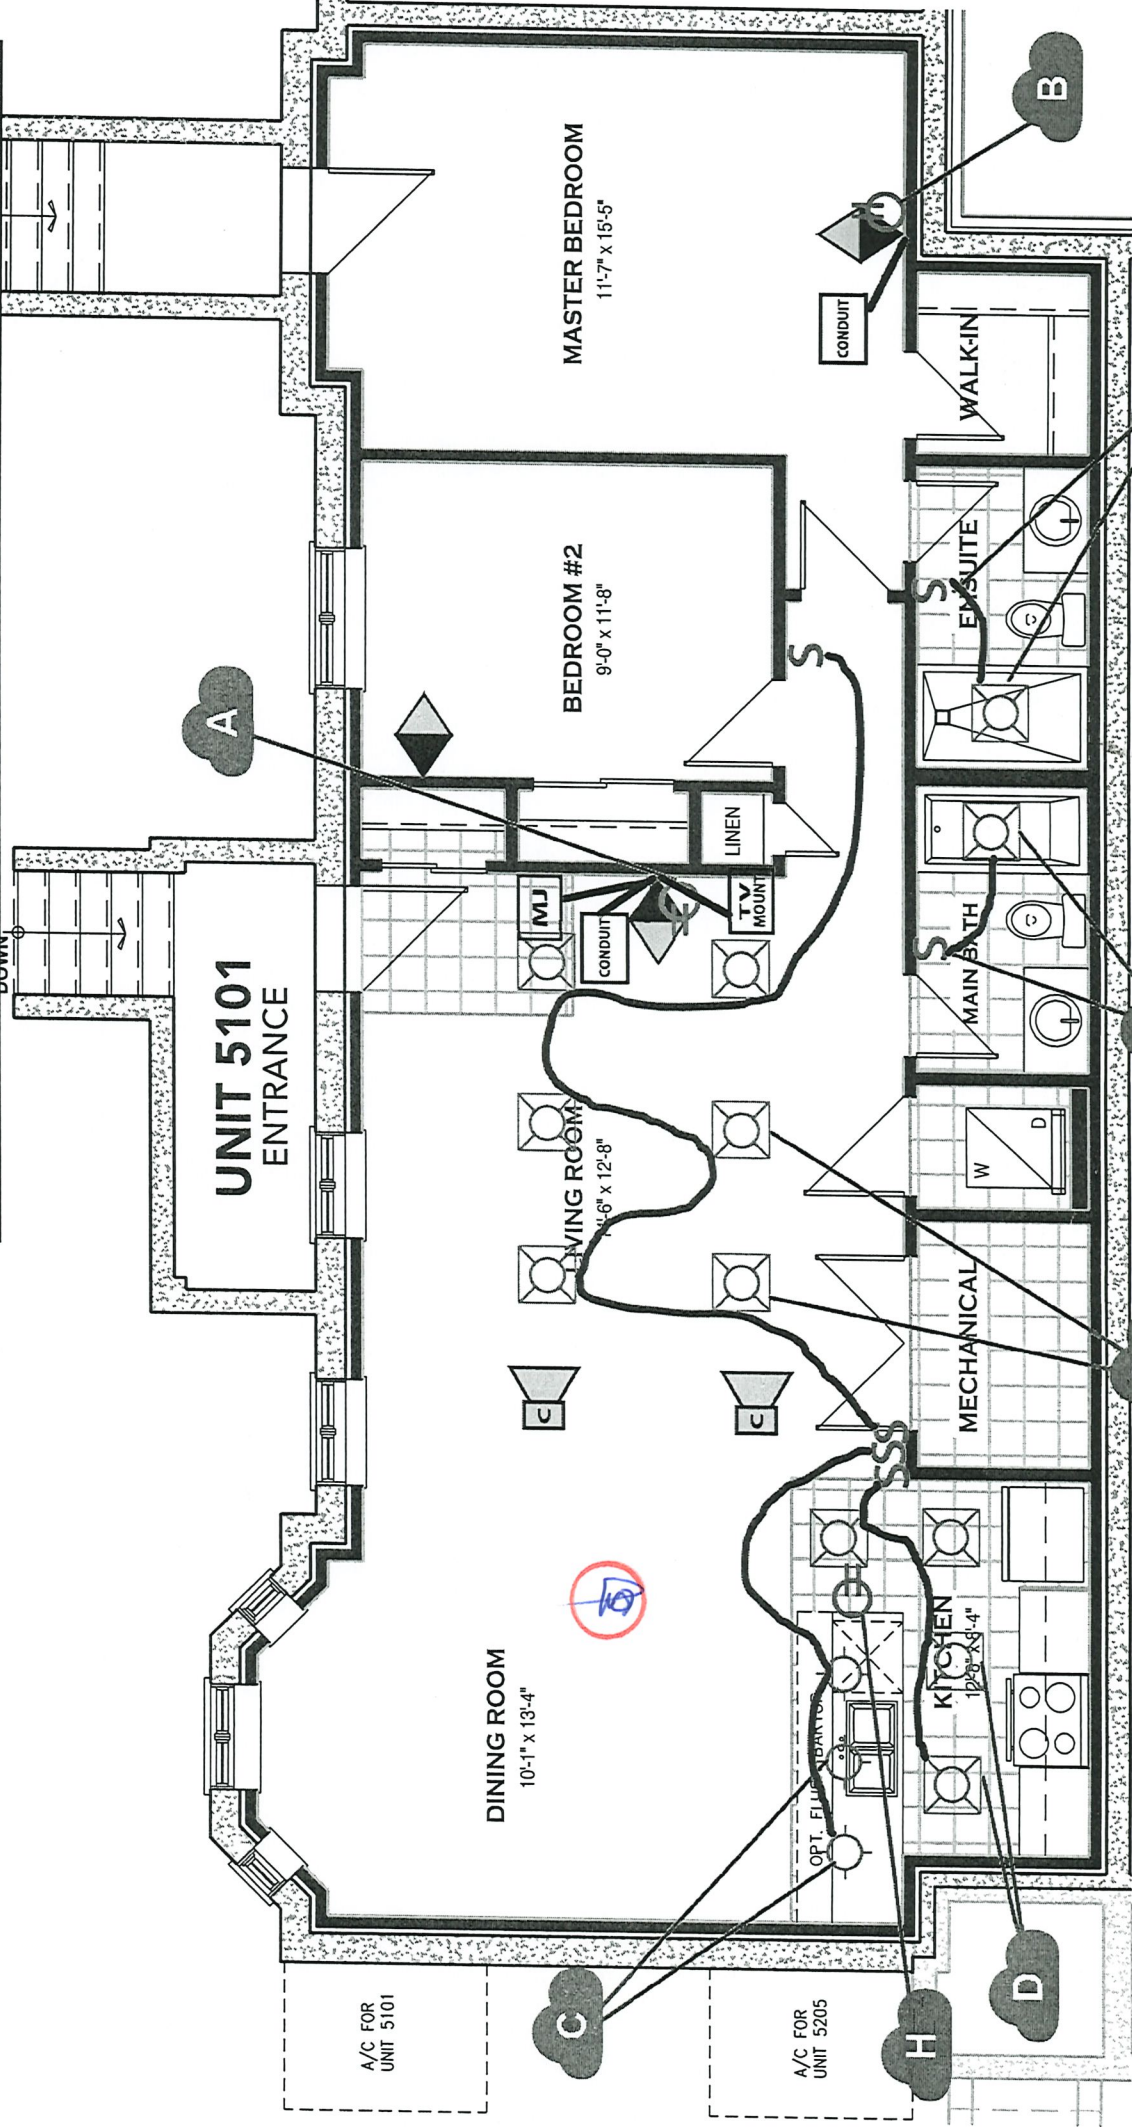 B
MASTER BEDROOM
11'-7" x 15'-5"
CONDUIT
WALK-IN
A
BEDROOM #2
9'-0" x 11'-8"
ENSUITE
S
S
LINEN
MJ
CONDUIT
TV
MOUNT
DOWN
UNIT 5101
ENTRANCE
S
MAIN BATH
W
D
MECHANICAL
C
C
SSS
DINING ROOM
10'-1" x 13'-4"
KITCHEN
OPT.
A/C FOR
UNIT 5101
A/C FOR
UNIT 5205
C
H
D